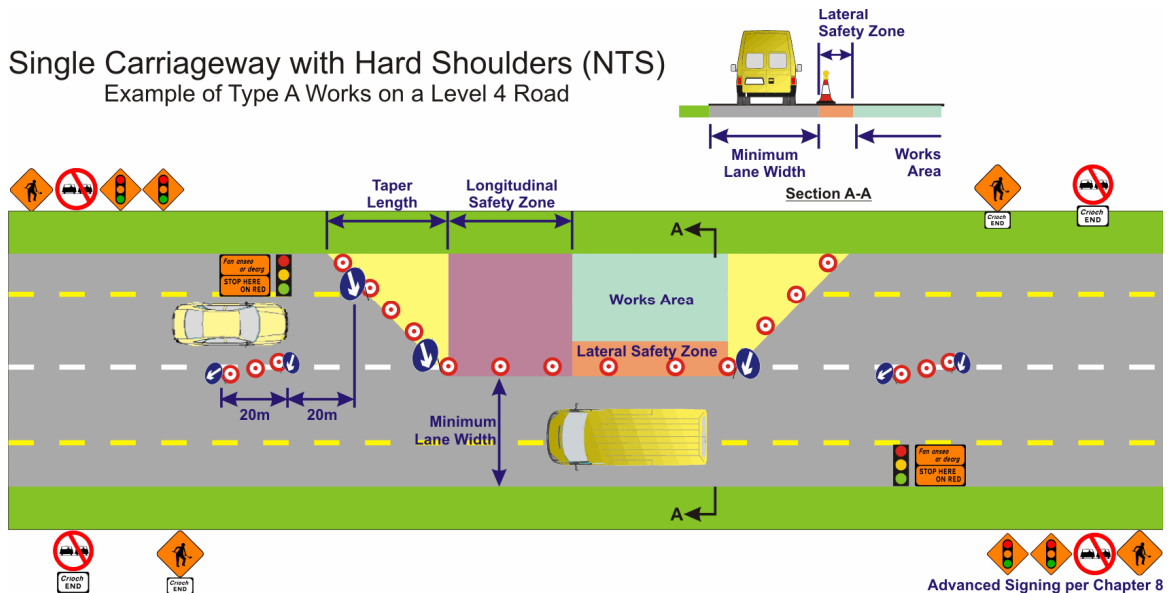 Single Carriageway with Hard Shoulders (NTS)
Example of Type A Works on a Level 4 Road
Lateral
Safety Zone
Minimum
Lane Width
Works
Area
Section A-A
Taper
Length
Longitudinal
Safety Zone
A
Críoch
END
Críoch
END
Fan anseo
ar dearg
STOP HERE
ON RED
Works Area
Lateral Safety Zone
20m
20m
Minimum
Lane Width
Fan anseo
ar dearg
STOP HERE
ON RED
A
Críoch
END
Críoch
END
Advanced Signing per Chapter 8